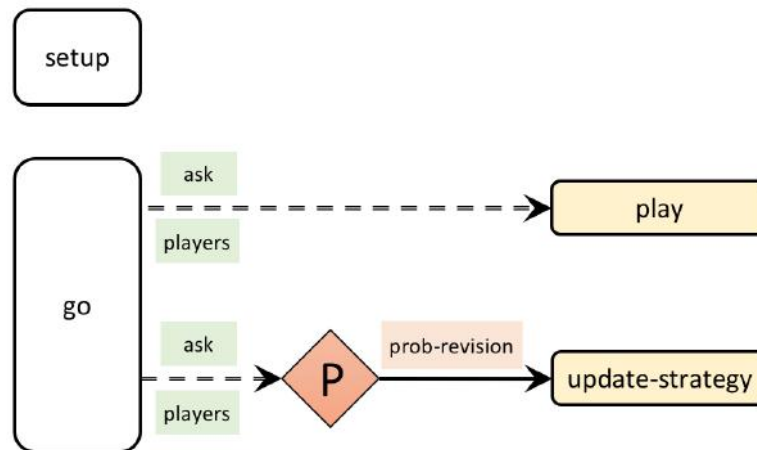 setup
ask
players
play
go
ask
players
P
prob-revision
update-strategy